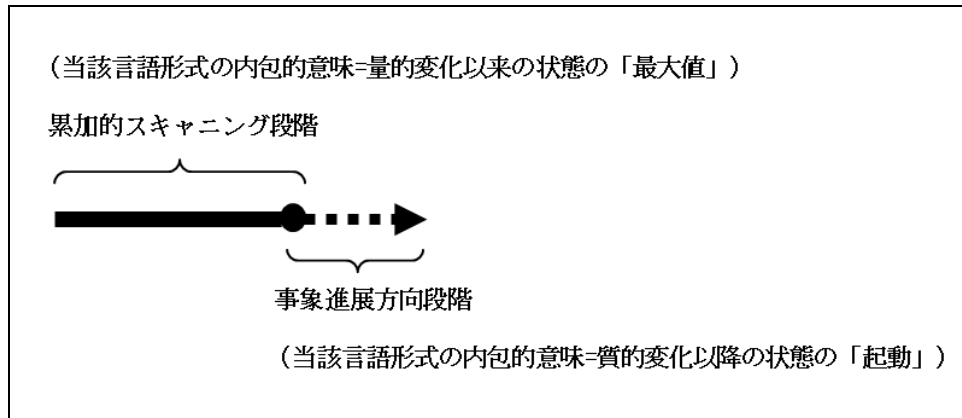 （当該言語形式の内包的意味=量的変化以来の状態の「最大値」）
累加的スキャニング段階
事象進展方向段階
（当該言語形式の内包的意味=質的変化以降の状態の「起動」）